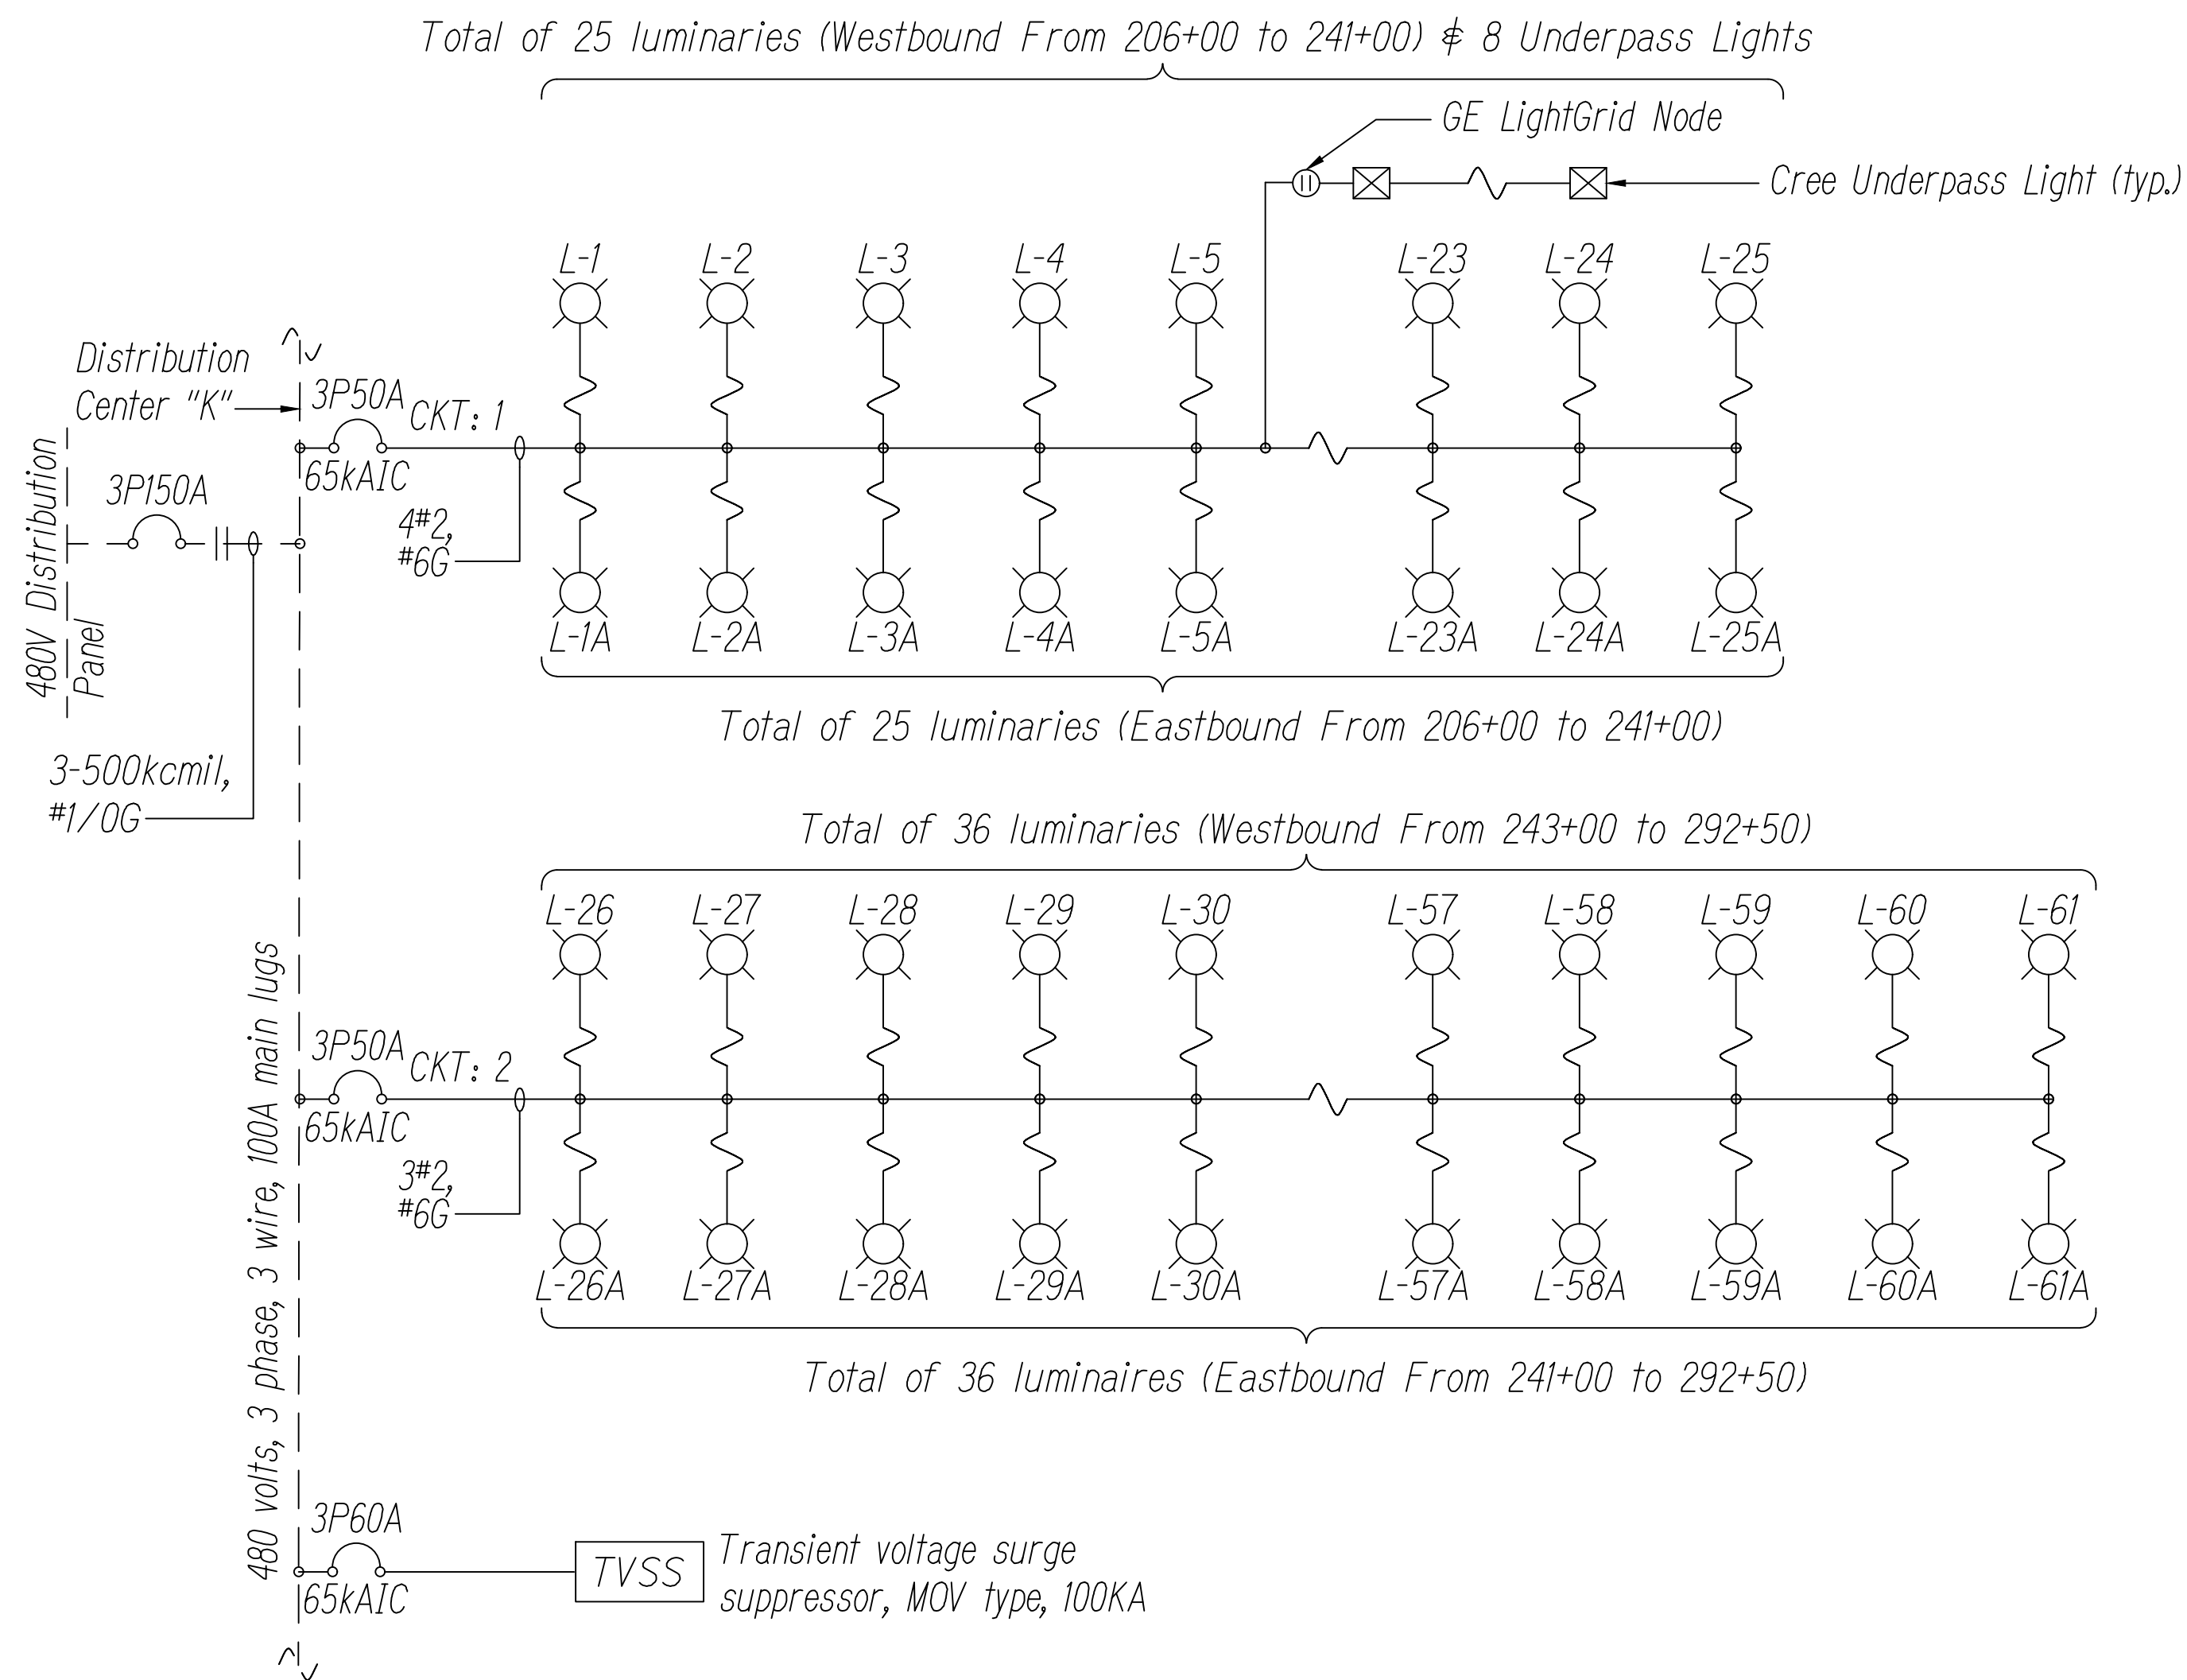 Total of 25 luminaries (Westbound From 206+00 to 241+00) & 8 Underpass Lights
GE LightGrid Node
Cree Underpass Light (typ.)
L-1 L-2 L-3 L-4 L-5 L-23 L-24 L-25
Distribution
Center "K"
3P50A
CKT: 1
65kAIC
480V Distribution
Panel
3P150A
4#2,
#6G
L-1A L-2A L-3A L-4A L-5A L-23A L-24A L-25A
Total of 25 luminaries (Eastbound From 206+00 to 241+00)
3-500kcmil,
#1/0G
Total of 36 luminaries (Westbound From 243+00 to 292+50)
L-26 L-27 L-28 L-29 L-30 L-57 L-58 L-59 L-60 L-61
480 volts, 3 phase, 3 wire, 100A main lugs
3P50A
CKT: 2
65kAIC
3#2,
#6G
L-26A L-27A L-28A L-29A L-30A L-57A L-58A L-59A L-60A L-61A
Total of 36 luminaires (Eastbound From 241+00 to 292+50)
3P60A
65kAIC
TVSS
Transient voltage surge
suppressor, MOV type, 100KA